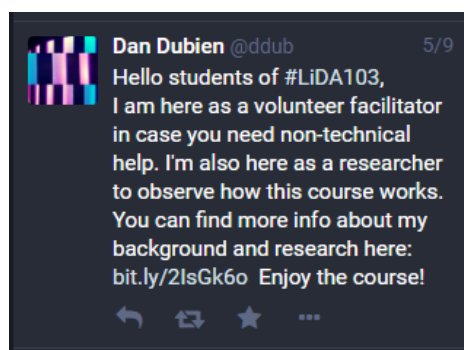 Dan Dubien @ddub 5/9
Hello students of #LiDA103,
I am here as a volunteer facilitator
in case you need non-technical
help. I'm also here as a researcher
to observe how this course works.
You can find more info about my
background and research here:
bit.ly/2IsGk6o Enjoy the course!